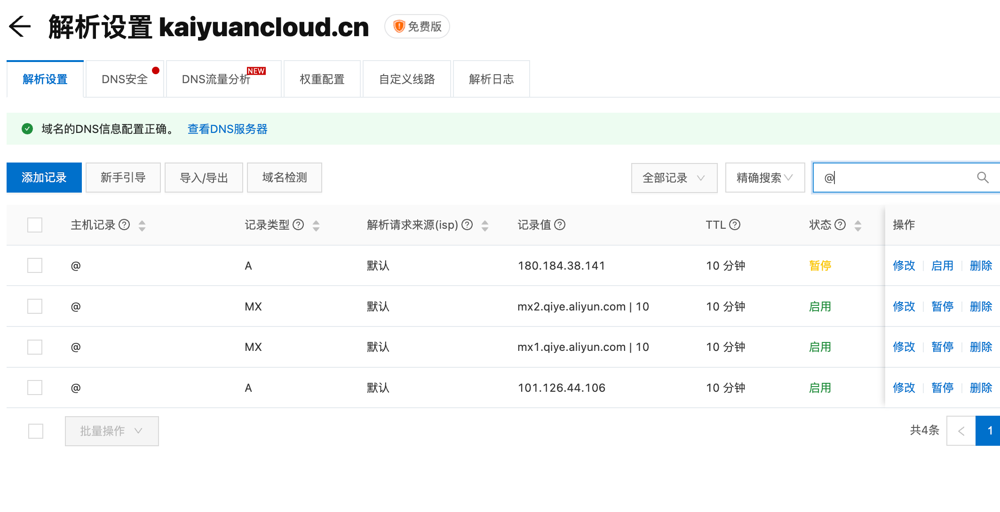 解析设置 kaiyuancloud.cn 免费版
解析设置 DNS安全 DNS流量分析 NEW 权重配置 自定义线路 解析日志
域名的DNS信息配置正确。 查看DNS服务器
添加记录 新手引导 导入/导出 域名检测 全部记录 精确搜索 @
主机记录 记录类型 解析请求来源(isp) 记录值 TTL 状态 操作
@ A 默认 180.184.38.141 10 分钟 暂停 修改 启用 删除
@ MX 默认 mx2.qiye.aliyun.com | 10 10 分钟 启用 修改 暂停 删除
@ MX 默认 mx1.qiye.aliyun.com | 10 10 分钟 启用 修改 暂停 删除
@ A 默认 101.126.44.106 10 分钟 启用 修改 暂停 删除
批量操作 共4条 < 1